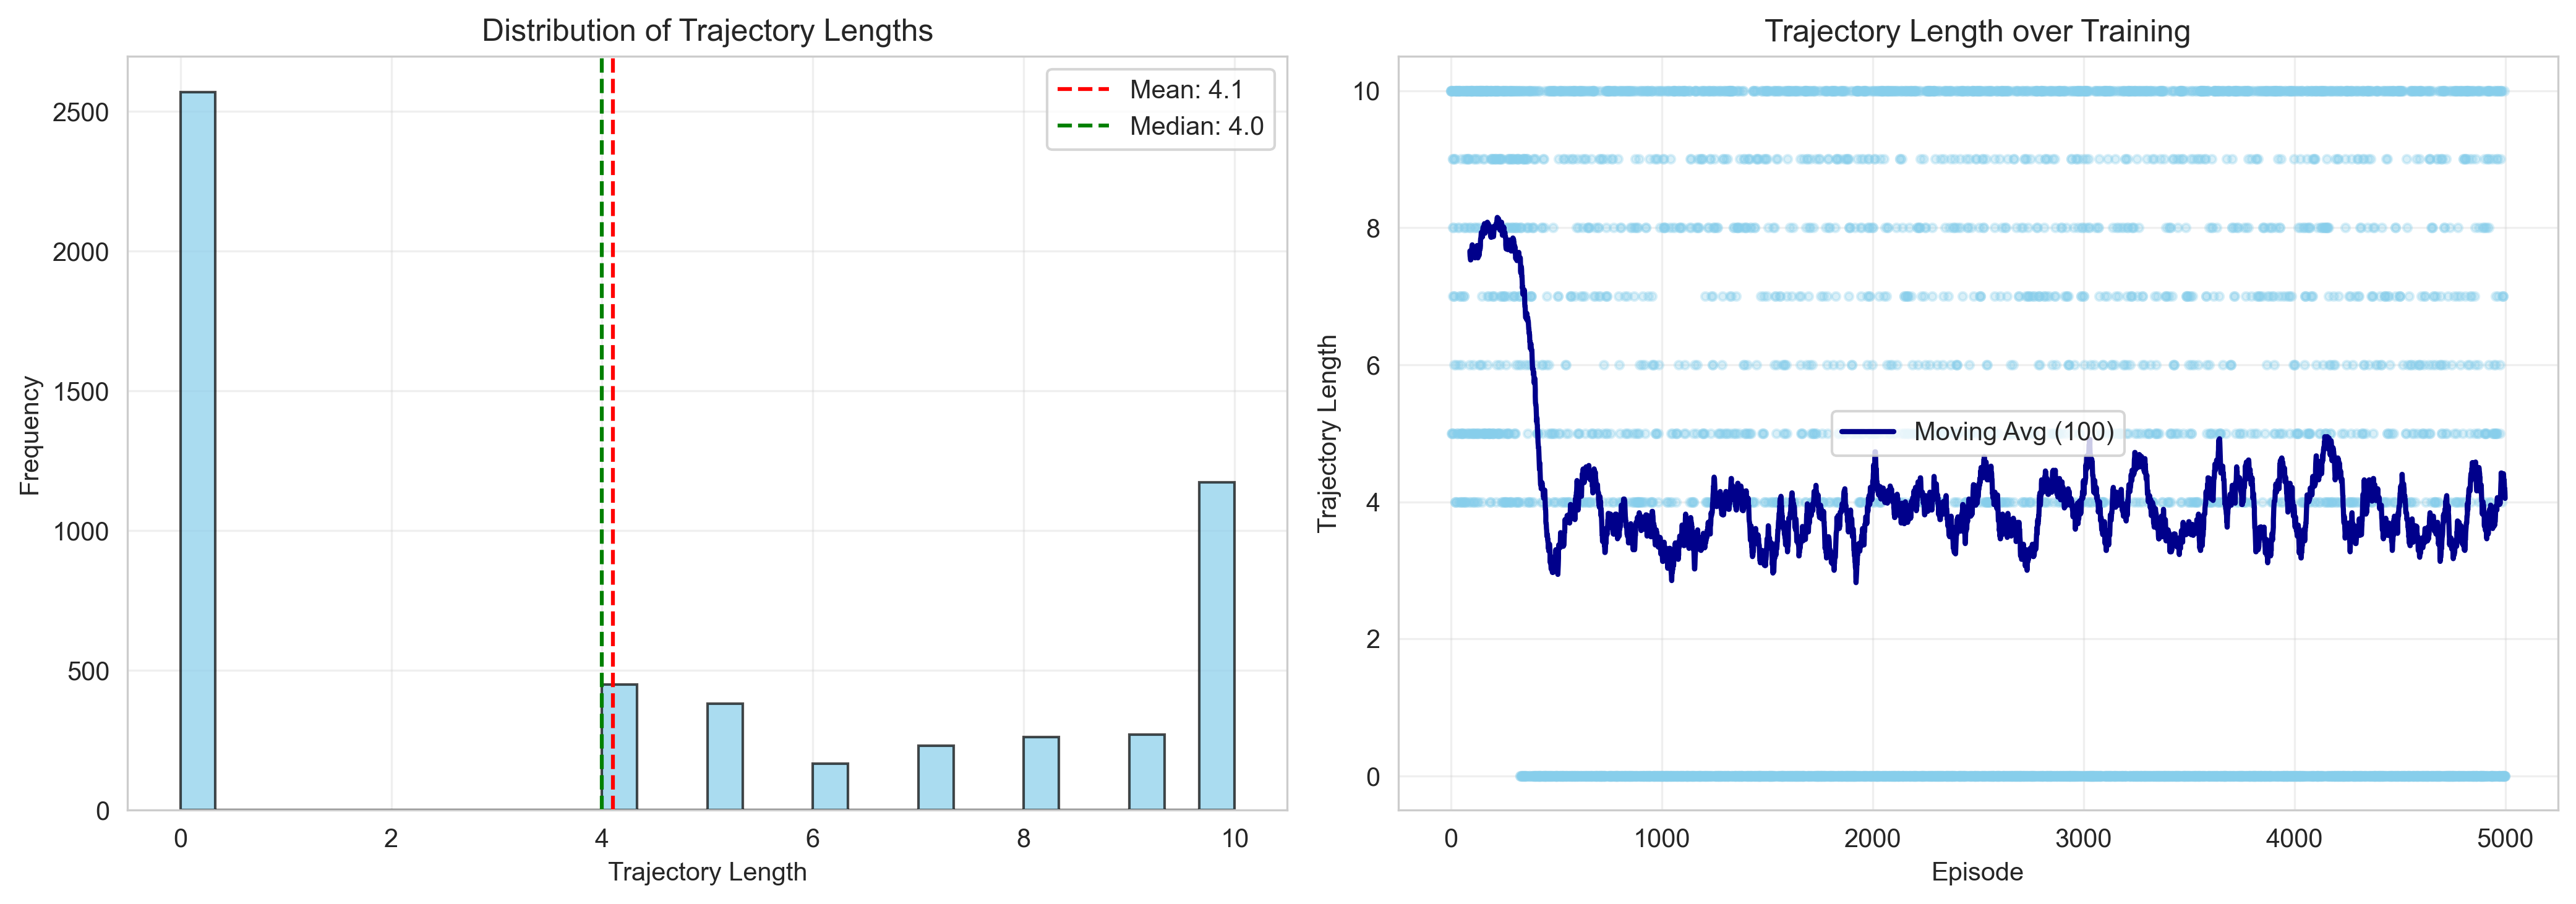 Distribution of Trajectory Lengths
Mean: 4.1
Median: 4.0
Frequency
2500
2000
1500
1000
500
0
0 2 4 6 8 10
Trajectory Length
Trajectory Length over Training
Moving Avg (100)
Trajectory Length
10
8
6
4
2
0
0 1000 2000 3000 4000 5000
Episode